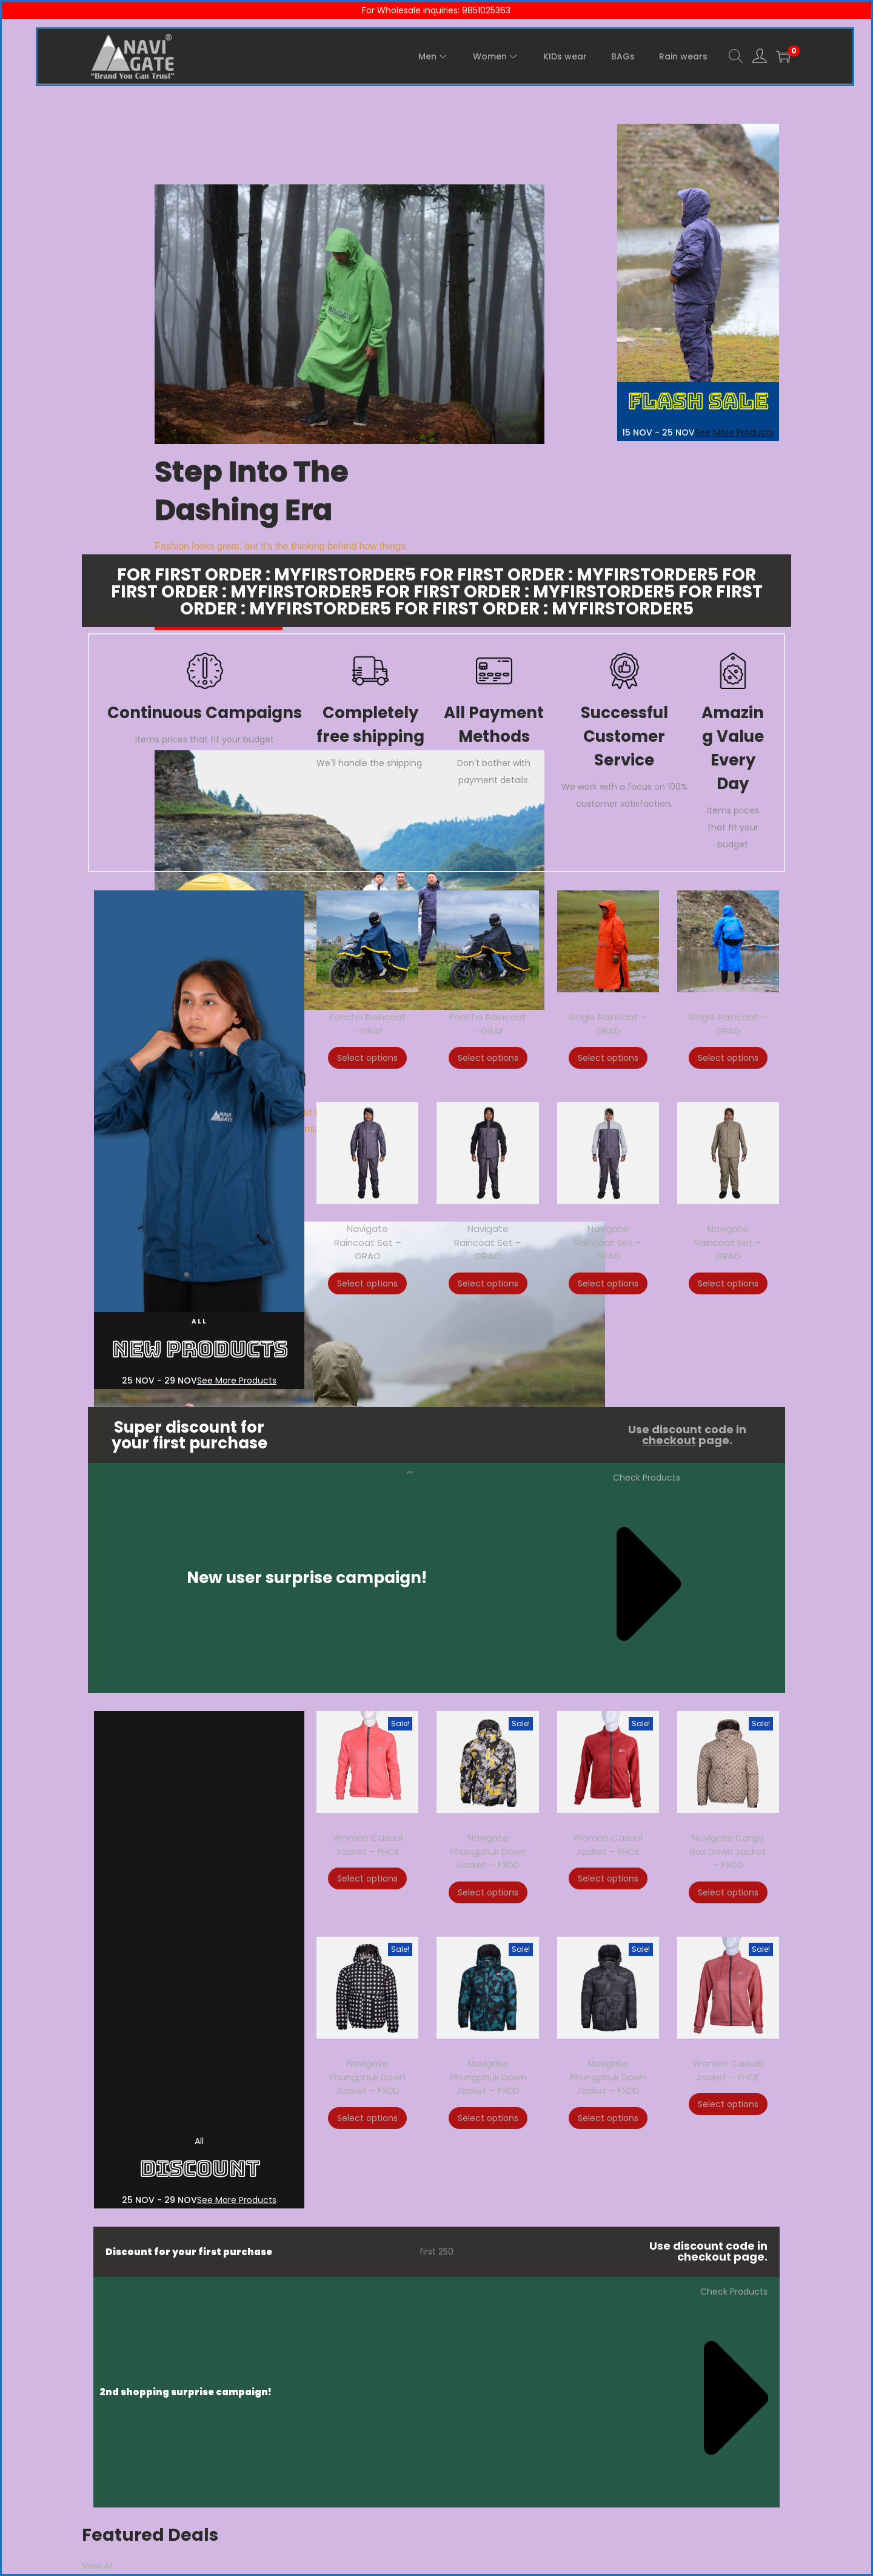 For Wholesale inquiries: 9851025363
NAVI
GATE
"Brand You Can Trust"
Men
Women
KIDs wear
BAGs
Rain wears
0
FLASH SALE
15 NOV - 25 NOV See More Products
Step Into The
Dashing Era
Fashion looks great, but it's the thinking behind how things
FOR FIRST ORDER : MYFIRSTORDER5 FOR FIRST ORDER : MYFIRSTORDER5 FOR
FIRST ORDER : MYFIRSTORDER5 FOR FIRST ORDER : MYFIRSTORDER5 FOR FIRST
ORDER : MYFIRSTORDER5 FOR FIRST ORDER : MYFIRSTORDER5
Continuous Campaigns
Items prices that fit your budget
Completely
free shipping
We'll handle the shipping.
All Payment
Methods
Don't bother with
payment details.
Successful
Customer
Service
We work with a focus on 100%
customer satisfaction.
Amazin
g Value
Every
Day
Items prices
that fit your
budget
NAVI
GATE
ALL
NEW PRODUCTS
25 NOV - 29 NOV See More Products
Poncho Raincoat
– GRAF
Select options
Poncho Raincoat
– GRAF
Select options
Single Raincoat –
GRAO
Select options
Single Raincoat –
GRAO
Select options
Navigate
Raincoat Set –
GRAO
Select options
Navigate
Raincoat Set –
GRAO
Select options
Navigate
Raincoat Set –
GRAO
Select options
Navigate
Raincoat Set –
GRAO
Select options
Super discount for
your first purchase
Use discount code in
checkout page.
New user surprise campaign!
Check Products
All
DISCOUNT
25 NOV - 29 NOV See More Products
Sale!
Women Casual
Jacket – FHOE
Select options
Sale!
Navigate
Phungphuk Down
Jacket – FXDD
Select options
Sale!
Women Casual
Jacket – FHOE
Select options
Sale!
Navigate Cargo
Box Down Jacket
– FXDD
Select options
Sale!
Navigate
Phungphuk Down
Jacket – FXDD
Select options
Sale!
Navigate
Phungphuk Down
Jacket – FXDD
Select options
Sale!
Navigate
Phungphuk Down
Jacket – FXDD
Select options
Sale!
Women Casual
Jacket – FHOE
Select options
Discount for your first purchase
first 250
Use discount code in
checkout page.
2nd shopping surprise campaign!
Check Products
Featured Deals
View All